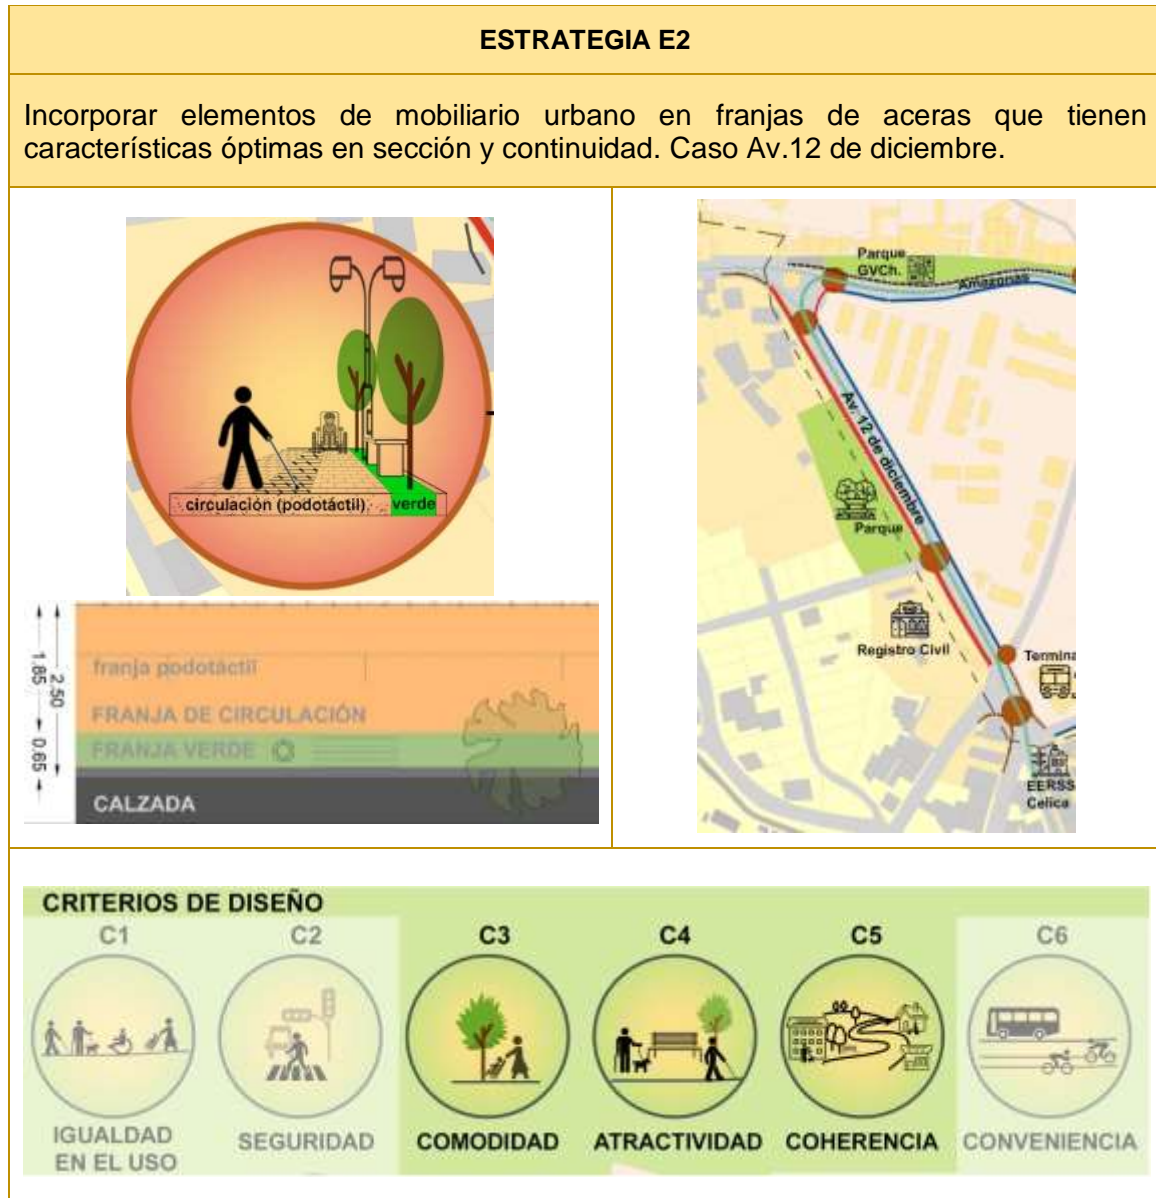 ESTRATEGIA E2
Incorporar elementos de mobiliario urbano en franjas de aceras que tienen
características óptimas en sección y continuidad. Caso Av.12 de diciembre.
circulación (podotáctil)
verde
1.85
2.50
0.65
franja podotáctil
FRANJA DE CIRCULACIÓN
FRANJA VERDE
CALZADA
Parque
GVCh.
Amazonas
Av. 12 de diciembre
Parque
Registro Civil
Termina
EERSS
Celica
CRITERIOS DE DISEÑO
C1
C2
C3
C4
C5
C6
IGUALDAD
EN EL USO
SEGURIDAD
COMODIDAD
ATRACTIVIDAD
COHERENCIA
CONVENIENCIA